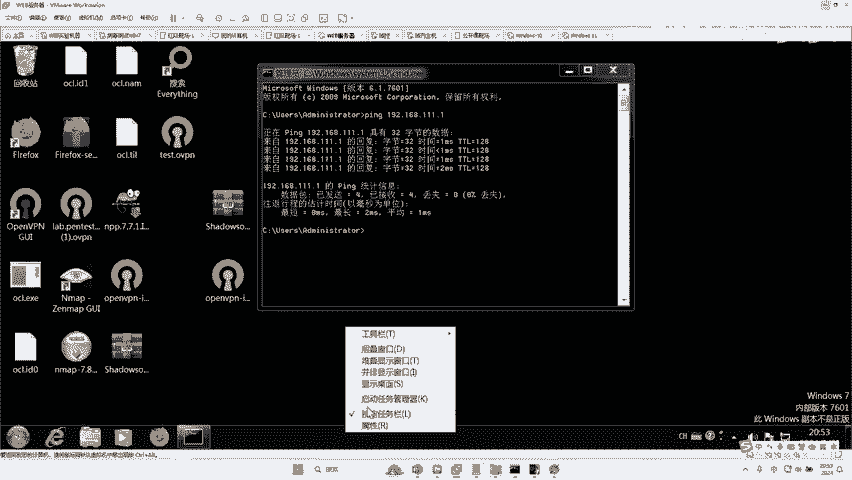 WEB服务器 - VMware Workstation
WEB服务器
Windows 10
回收站
ocl.id1
ocl.nam
搜索
Everything
Firefox
Firefox-se...
ocl.til
test.ovpn
OpenVPN
GUI
lab.pentest...
(1).ovpn
npp.7.7.1.I...
Shadowso...
ocl.exe
Nmap -
Zenmap GUI
openvpn-i...
openvpn-i...
ocl.id0
nmap-7.8...
Shadowso...
Microsoft Windows [版本 6.1.7601]
版权所有 (c) 2009 Microsoft Corporation。保留所有权利。
C:\Users\Administrator>ping 192.168.111.1
正在 Ping 192.168.111.1 具有 32 字节的数据:
来自 192.168.111.1 的回复: 字节=32 时间=1ms TTL=128
来自 192.168.111.1 的回复: 字节=32 时间<1ms TTL=128
来自 192.168.111.1 的回复: 字节=32 时间=1ms TTL=128
来自 192.168.111.1 的回复: 字节=32 时间=2ms TTL=128
192.168.111.1 的 Ping 统计信息:
数据包: 已发送 = 4，已接收 = 4，丢失 = 0 (0% 丢失)，
往返行程的估计时间(以毫秒为单位):
最短 = 0ms，最长 = 2ms，平均 = 1ms
C:\Users\Administrator>
工具栏(T)
层叠窗口(D)
堆叠显示窗口(T)
并排显示窗口(I)
显示桌面(S)
启动任务管理器(K)
锁定任务栏(L)
属性(R)
Windows 7
内部版本 7601
此 Windows 副本不是正版
CH
20:53